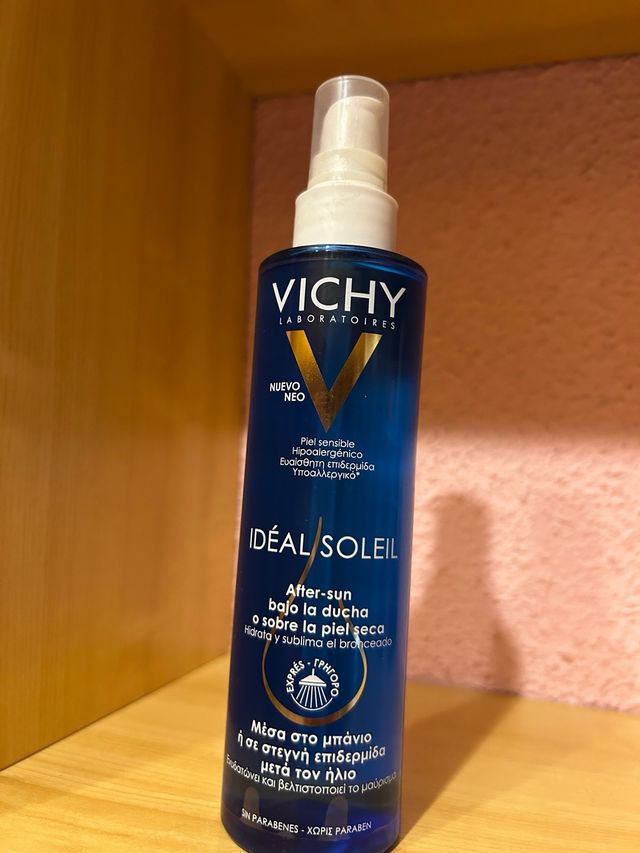 VICHY
LABORATOIRES
NUEVO
NEO
Piel sensible
Hipoalergénico
Ευαίσθητη επιδερμίδα
Υποαλλεργικό*
IDÉAL SOLEIL
After-sun
bajo la ducha
o sobre la piel seca
Hidrata y sublima el bronceado
EXPRÉS - ΓΡΗΓΟΡΟ
Μέσα στο μπάνιο
ή σε στεγνή επιδερμίδα
μετά τον ήλιο
Ενυδατώνει και βελτιστοποιεί το μαύρισμα
SIN PARABENES - ΧΩΡΙΣ PARABEN